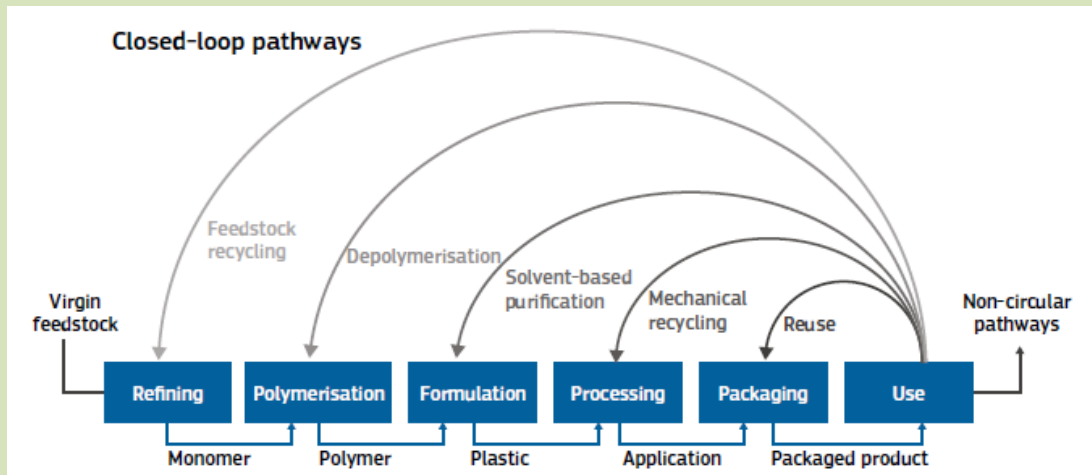 Closed-loop pathways
Feedstock
recycling
Depolymerisation
Solvent-based
purification
Mechanical
recycling
Reuse
Virgin
feedstock
Non-circular
pathways
Refining
Polymerisation
Formulation
Processing
Packaging
Use
Monomer
Polymer
Plastic
Application
Packaged product